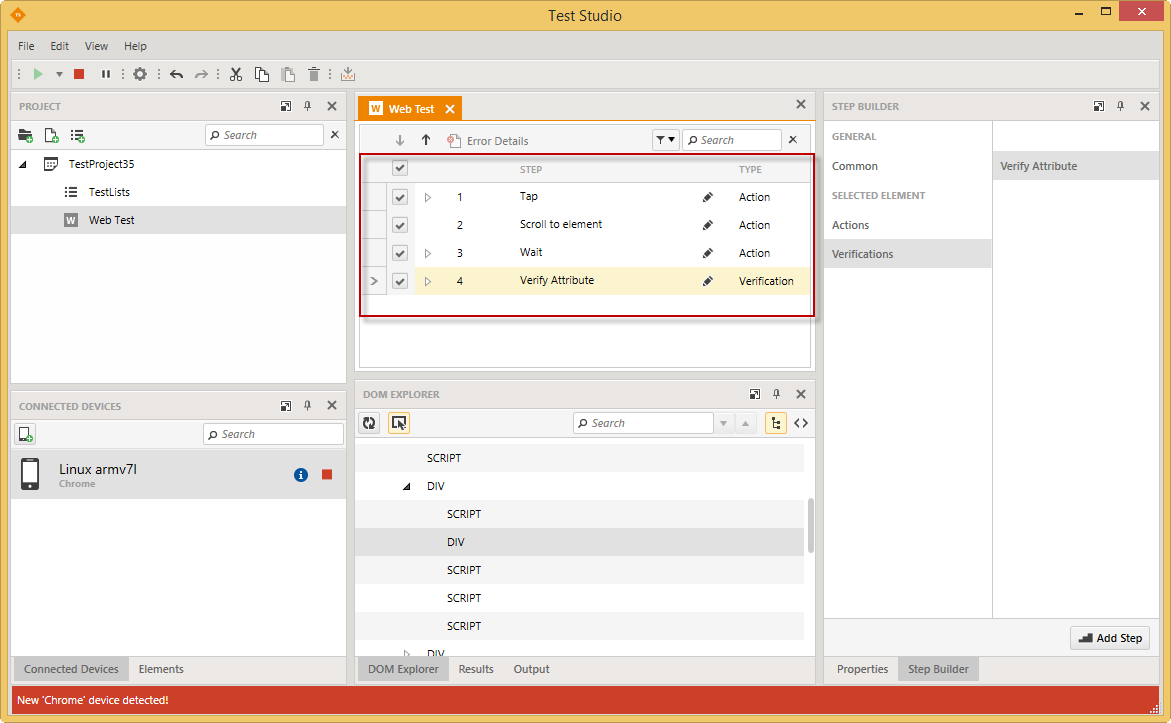 TS
Test Studio
File Edit View Help
PROJECT
Search
TestProject35
TestLists
W Web Test
CONNECTED DEVICES
Search
Linux armv7l
Chrome
Connected Devices Elements
W Web Test
Error Details
Search
STEP TYPE
1 Tap Action
2 Scroll to element Action
3 Wait Action
4 Verify Attribute Verification
DOM EXPLORER
Search
SCRIPT
DIV
SCRIPT
DIV
SCRIPT
SCRIPT
SCRIPT
DIV
DOM Explorer Results Output
STEP BUILDER
GENERAL
Common
SELECTED ELEMENT
Actions
Verifications
Verify Attribute
Add Step
Properties Step Builder
New 'Chrome' device detected!